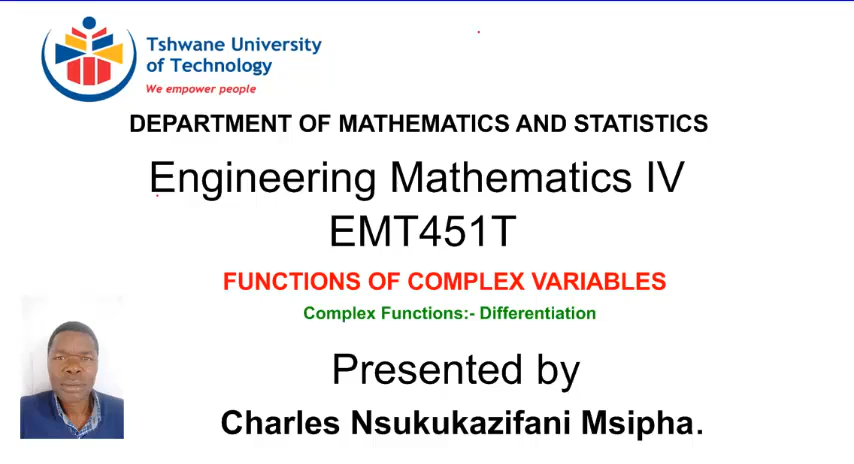 Tshwane University
of Technology
We empower people
DEPARTMENT OF MATHEMATICS AND STATISTICS
Engineering Mathematics IV
EMT451T
FUNCTIONS OF COMPLEX VARIABLES
Complex Functions:- Differentiation
Presented by
Charles Nsukukazifani Msipha.